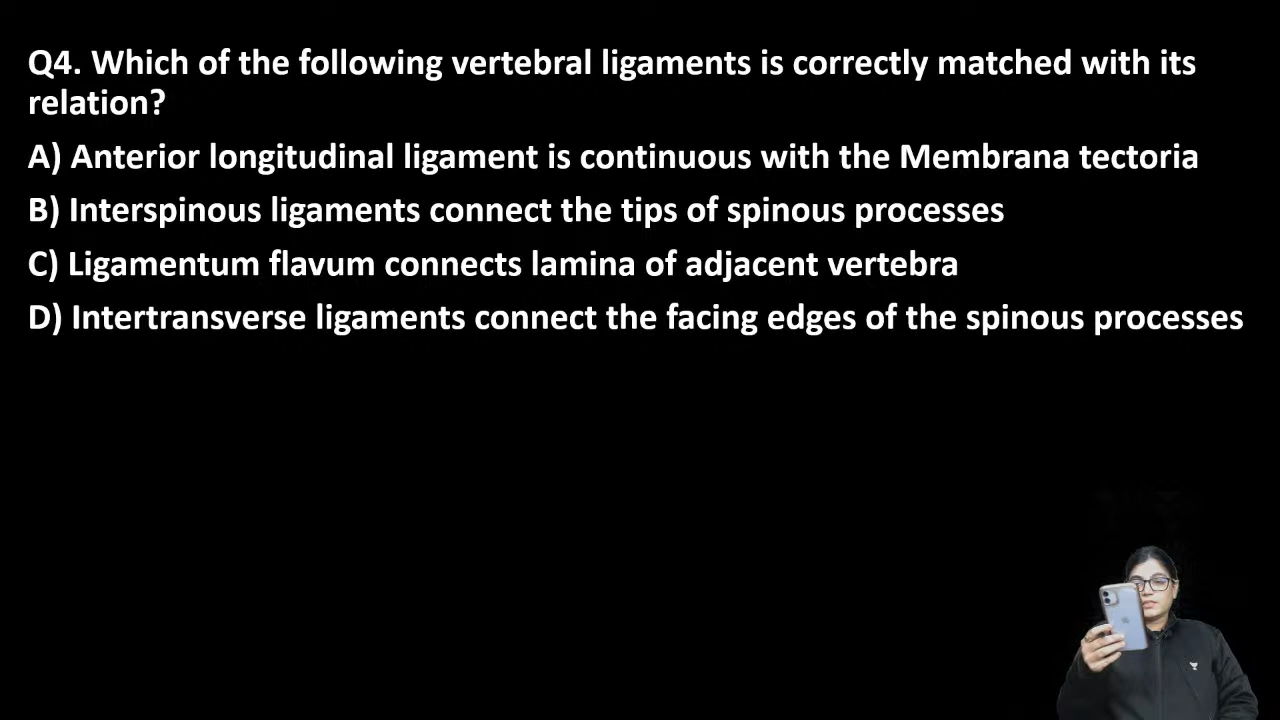 Q4. Which of the following vertebral ligaments is correctly matched with its
relation?
A) Anterior longitudinal ligament is continuous with the Membrana tectoria
B) Interspinous ligaments connect the tips of spinous processes
C) Ligamentum flavum connects lamina of adjacent vertebra
D) Intertransverse ligaments connect the facing edges of the spinous processes